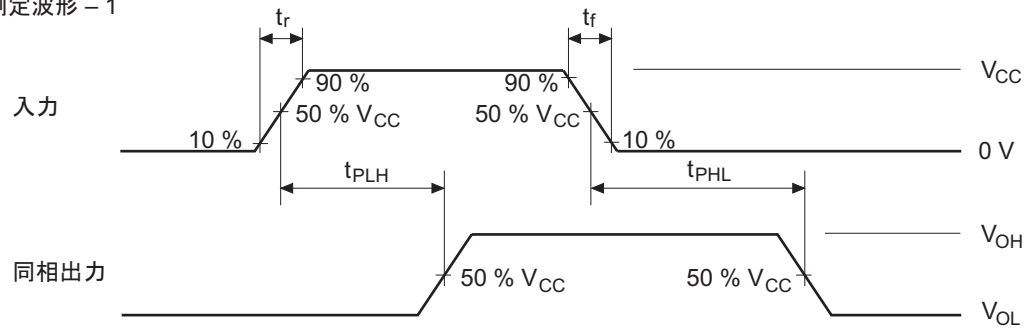 測定波形 – 1
tr tf
90 % 90 % VCC
入力 50 % VCC 50 % VCC
10 % 10 % 0 V
tPLH tPHL
VOH
同相出力 50 % VCC 50 % VCC
VOL